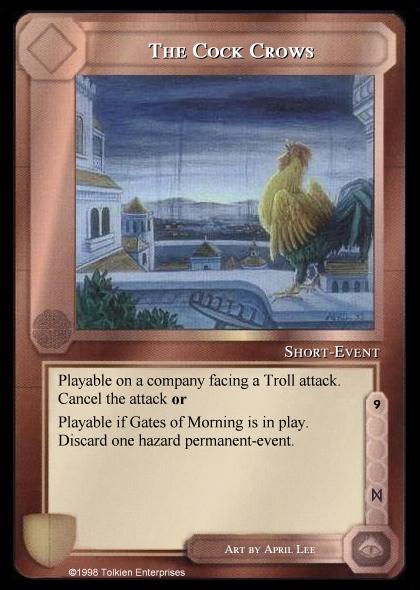 The Cock Crows
Short-Event
Playable on a company facing a Troll attack.
Cancel the attack or
Playable if Gates of Morning is in play.
Discard one hazard permanent-event.
9
Art by April Lee
©1998 Tolkien Enterprises